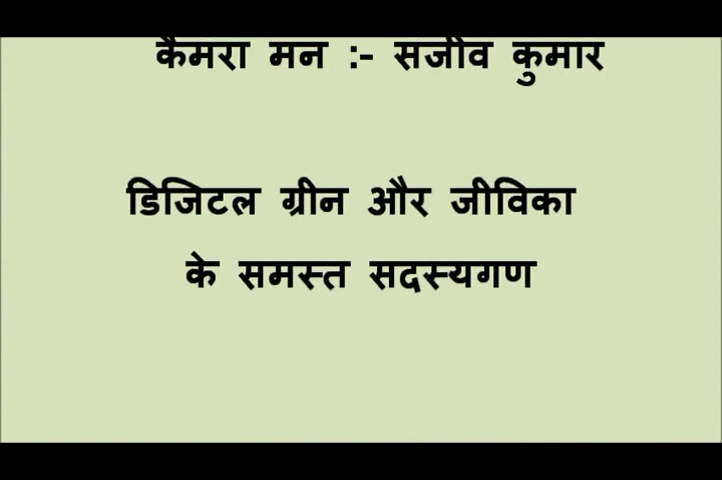 कैमरा मन :- सजीव कुमार
डिजिटल ग्रीन और जीविका
के समस्त सदस्यगण